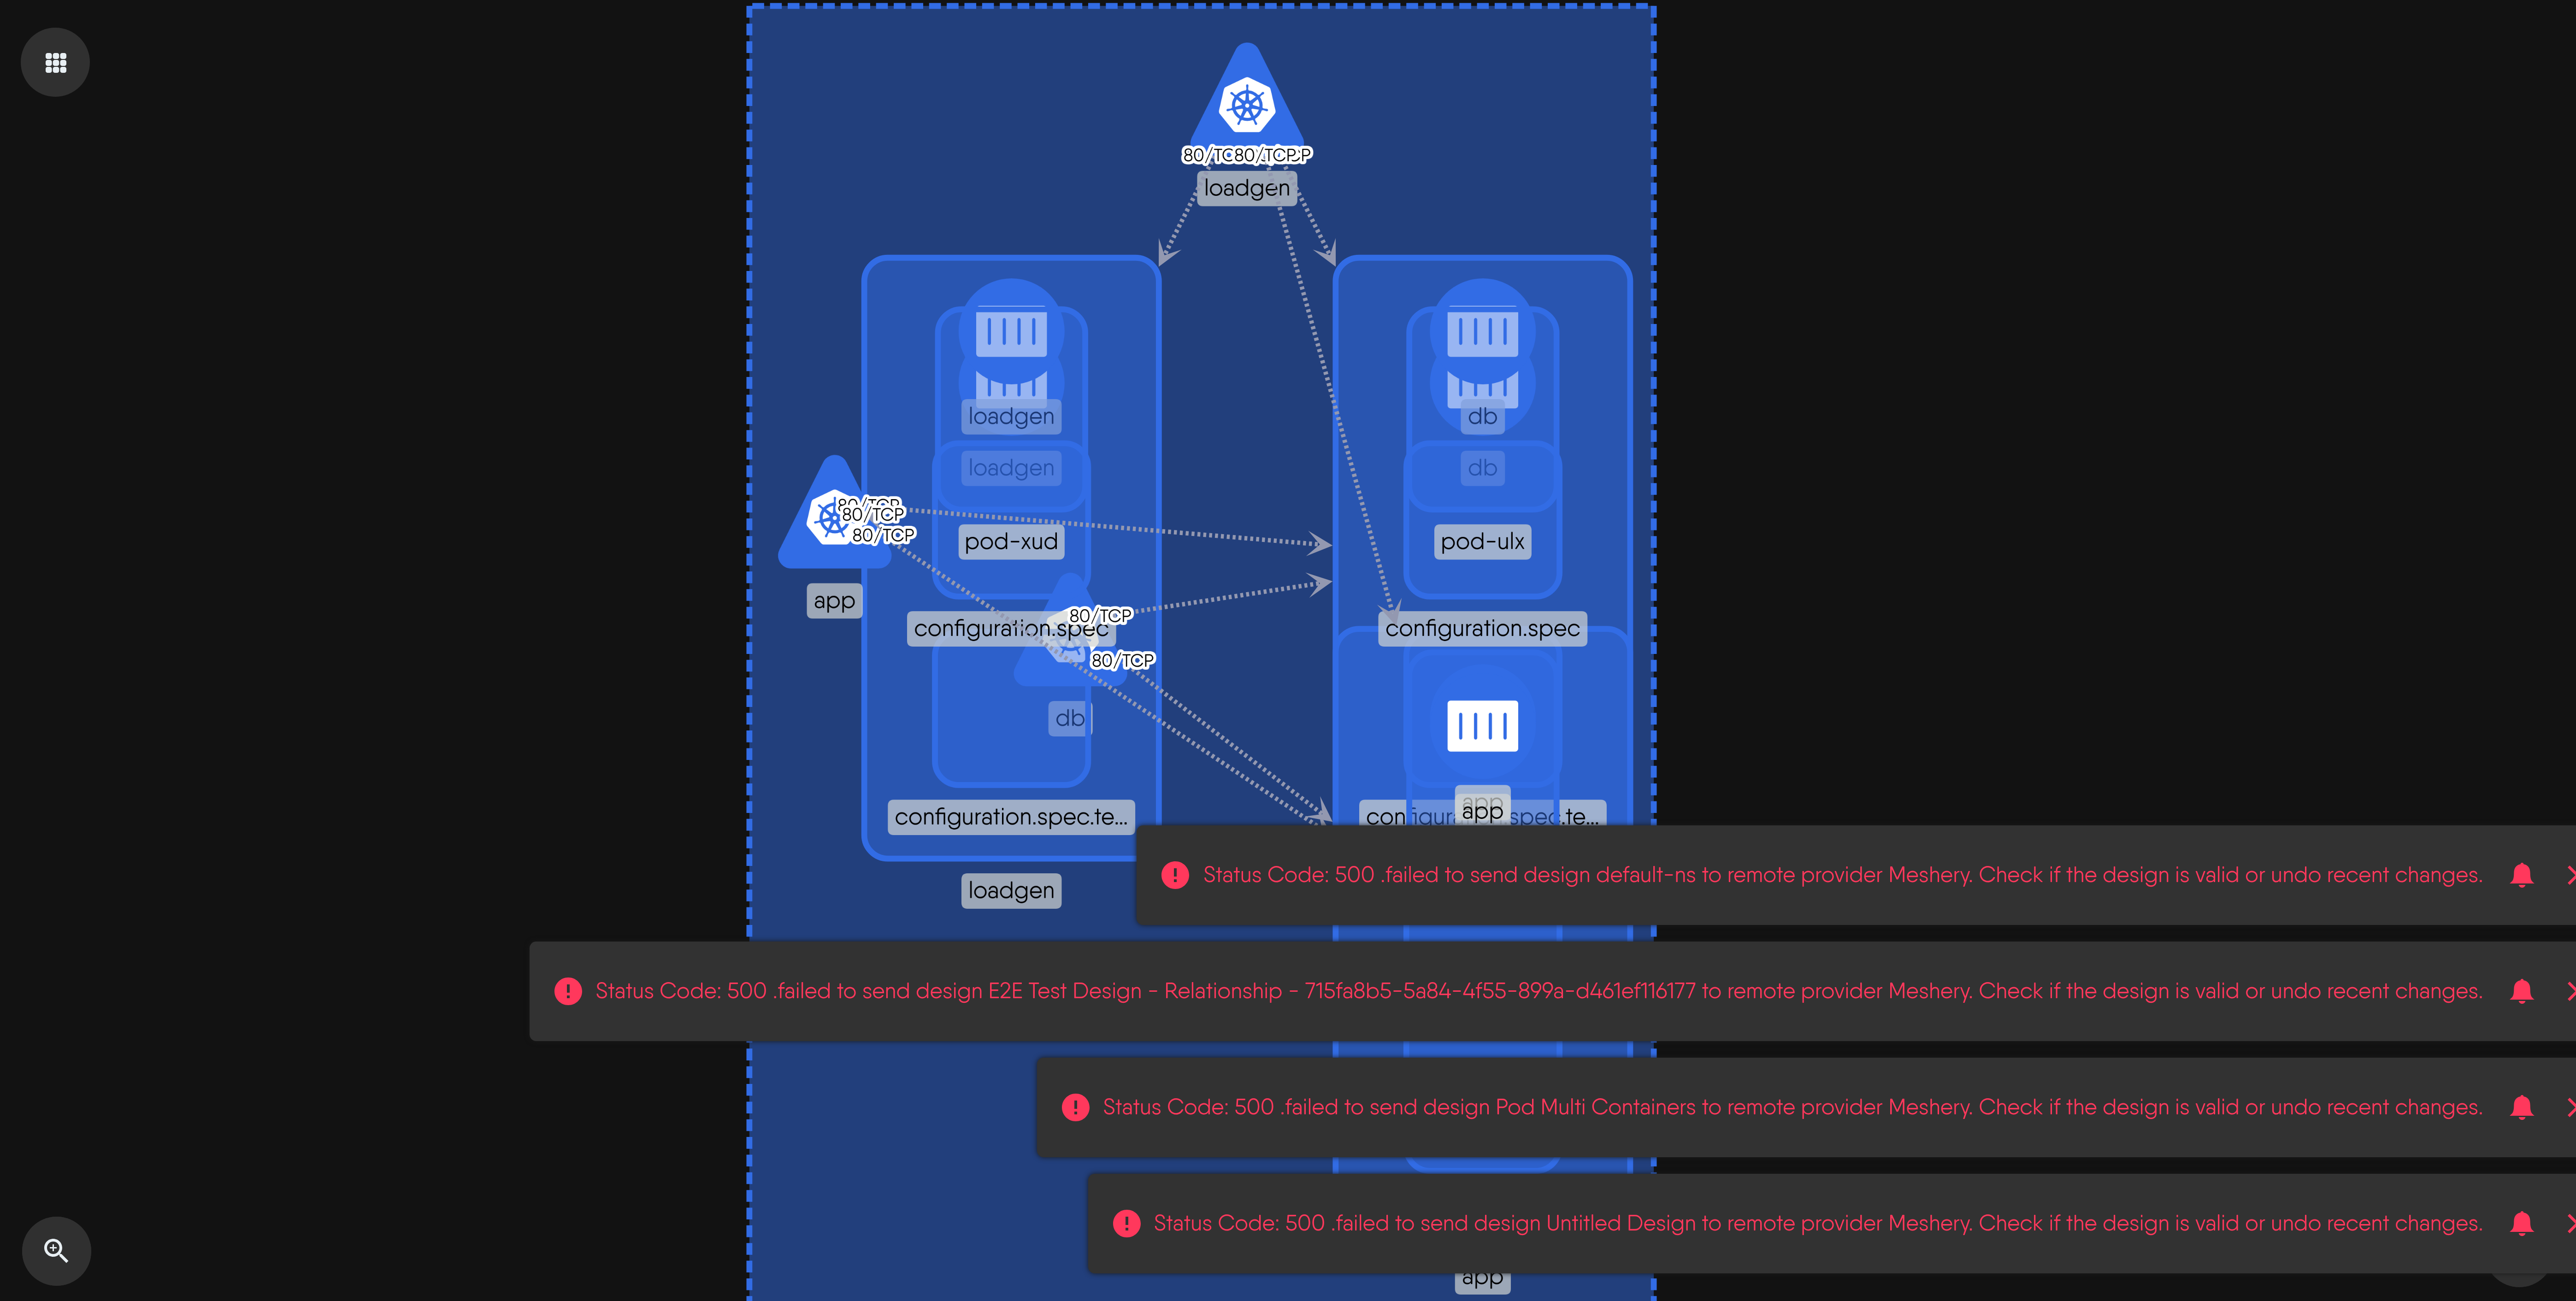 80/TCP
80/TCP
loadgen
loadgen
db
loadgen
db
80/TCP
80/TCP
80/TCP
pod-xud
pod-ulx
app
80/TCP
configuration.spec
configuration.spec
80/TCP
db
app
app
configuration.spec.te...
configuration.spec.te...
Status Code: 500 .failed to send design default-ns to remote provider Meshery. Check if the design is valid or undo recent changes.
loadgen
Status Code: 500 .failed to send design E2E Test Design - Relationship - 715fa8b5-5a84-4f55-899a-d461ef116177 to remote provider Meshery. Check if the design is valid or undo recent changes.
Status Code: 500 .failed to send design Pod Multi Containers to remote provider Meshery. Check if the design is valid or undo recent changes.
Status Code: 500 .failed to send design Untitled Design to remote provider Meshery. Check if the design is valid or undo recent changes.
app